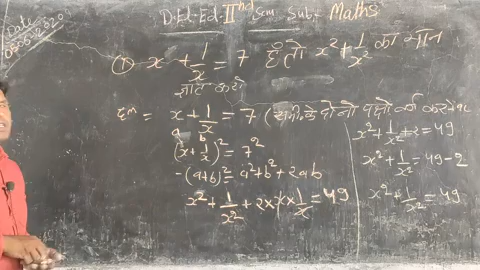 Date
D.El.Ed. IInd Sem Sub:- Maths
① x + 1/x = 7 है तो x² + 1/x² का मान
ज्ञात करो
हल = x + 1/x = 7 (समी. के दोनों पक्षों वर्ग करने पर
a b
(x + 1/x)² = 7²
-(a+b)² = a² + b² + 2ab
x² + 1/x² + 2 × x × 1/x = 49
x² + 1/x² + 2 = 49
x² + 1/x² = 49 - 2
x² + 1/x² = 49